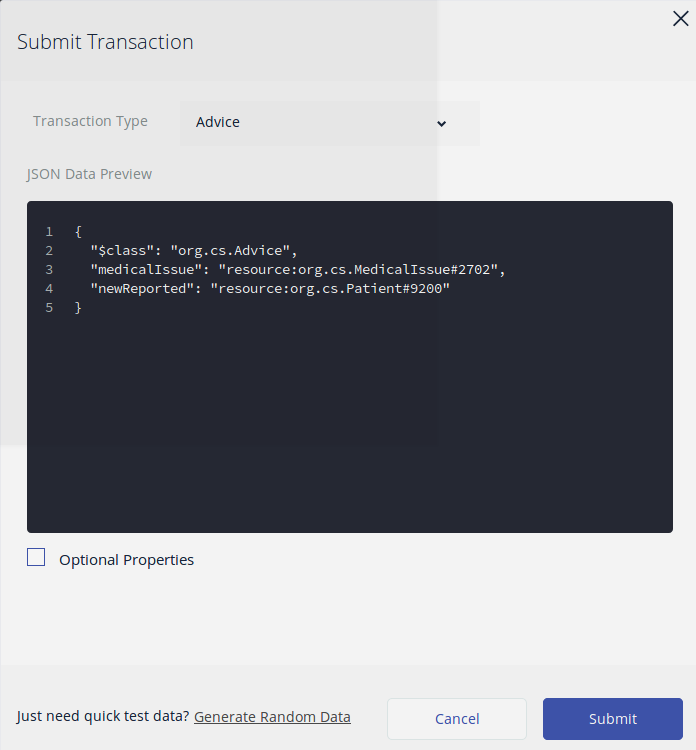 Submit Transaction
Transaction Type
Advice
JSON Data Preview
1 {
2 "$class": "org.cs.Advice",
3 "medicalIssue": "resource:org.cs.MedicalIssue#2702",
4 "newReported": "resource:org.cs.Patient#9200"
5 }
Optional Properties
Just need quick test data? Generate Random Data
Cancel
Submit